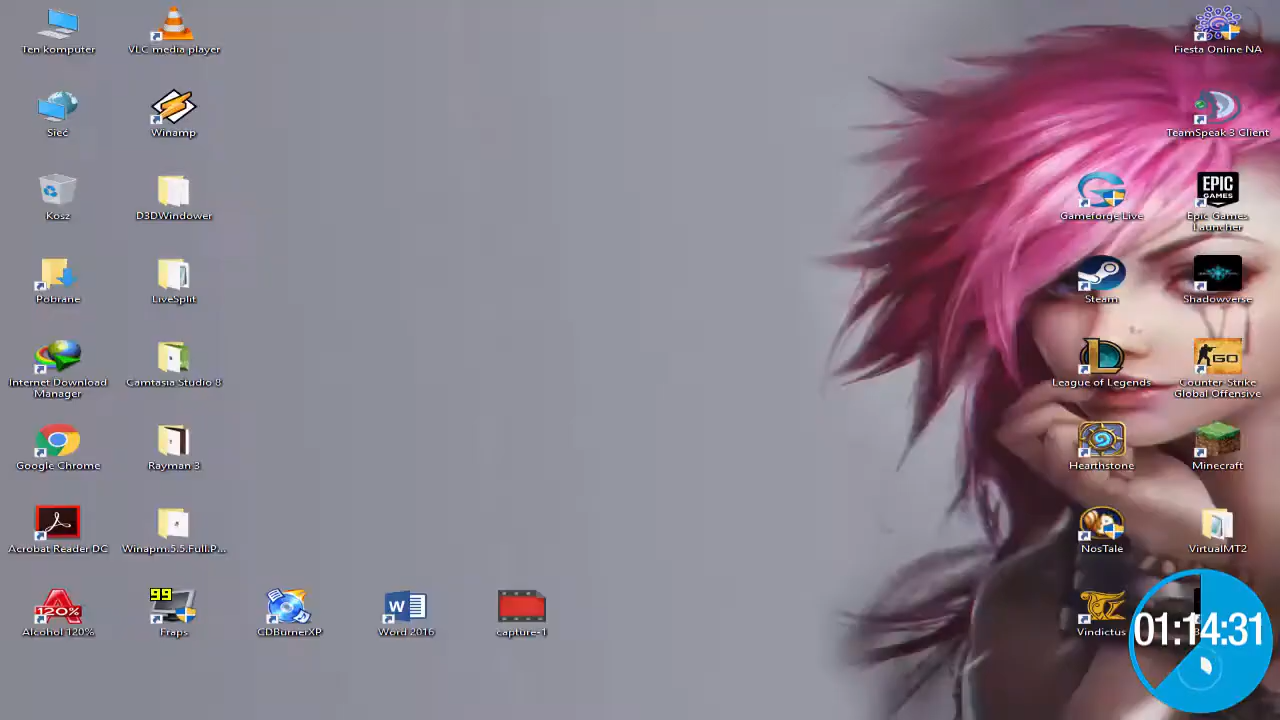 Ten komputer
VLC media player
Fiesta Online NA
Sieć
Winamp
TeamSpeak 3 Client
Kosz
D3DWindower
Gameforge Live
EPIC
GAMES
Epic Games
Launcher
Pobrane
LiveSplit
Steam
Shadowverse
Internet Download
Manager
Camtasia Studio 8
League of Legends
GO
Counter-Strike
Global Offensive
Google Chrome
Rayman 3
Hearthstone
Minecraft
Acrobat Reader DC
Winapm.5.5.Full.P...
NosTale
VirtualMT2
120%
Alcohol 120%
99
Fraps
CDBurnerXP
W
Word 2016
capture-1
Vindictus
01:14:31